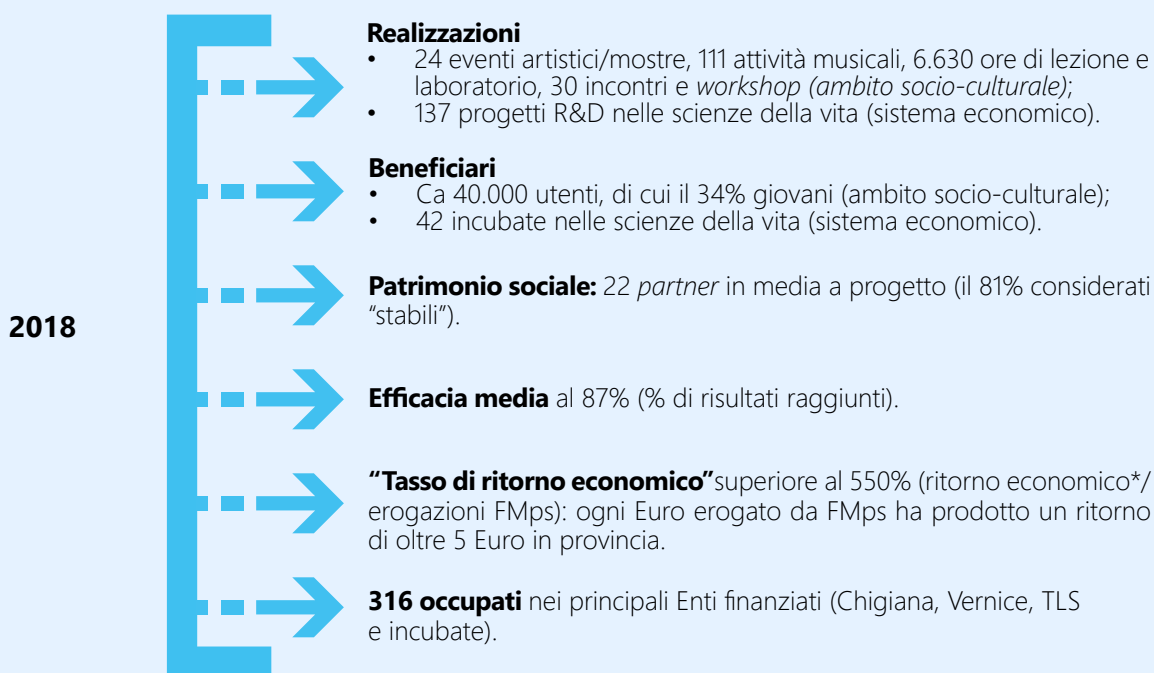 Realizzazioni
• 24 eventi artistici/mostre, 111 attività musicali, 6.630 ore di lezione e
laboratorio, 30 incontri e workshop (ambito socio-culturale);
• 137 progetti R&D nelle scienze della vita (sistema economico).
Beneficiari
• Ca 40.000 utenti, di cui il 34% giovani (ambito socio-culturale);
• 42 incubate nelle scienze della vita (sistema economico).
2018
Patrimonio sociale: 22 partner in media a progetto (il 81% considerati
“stabili”).
Efficacia media al 87% (% di risultati raggiunti).
“Tasso di ritorno economico”superiore al 550% (ritorno economico*/
erogazioni FMps): ogni Euro erogato da FMps ha prodotto un ritorno
di oltre 5 Euro in provincia.
316 occupati nei principali Enti finanziati (Chigiana, Vernice, TLS
e incubate).